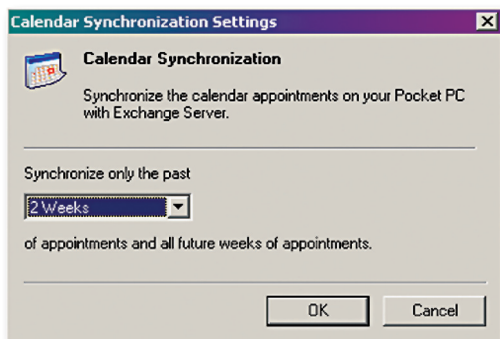 Calendar Synchronization Settings
Calendar Synchronization
Synchronize the calendar appointments on your Pocket PC
with Exchange Server.
Synchronize only the past
2 Weeks
of appointments and all future weeks of appointments.
OK
Cancel